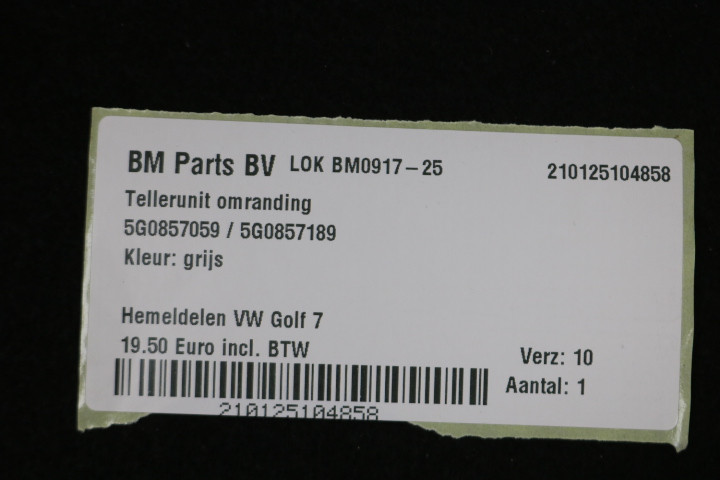 BM Parts BV LOK BM0917-25 210125104858
Tellerunit omranding
5G0857059 / 5G0857189
Kleur: grijs
Hemeldelen VW Golf 7
19.50 Euro incl. BTW
Verz: 10
Aantal: 1
210125104858